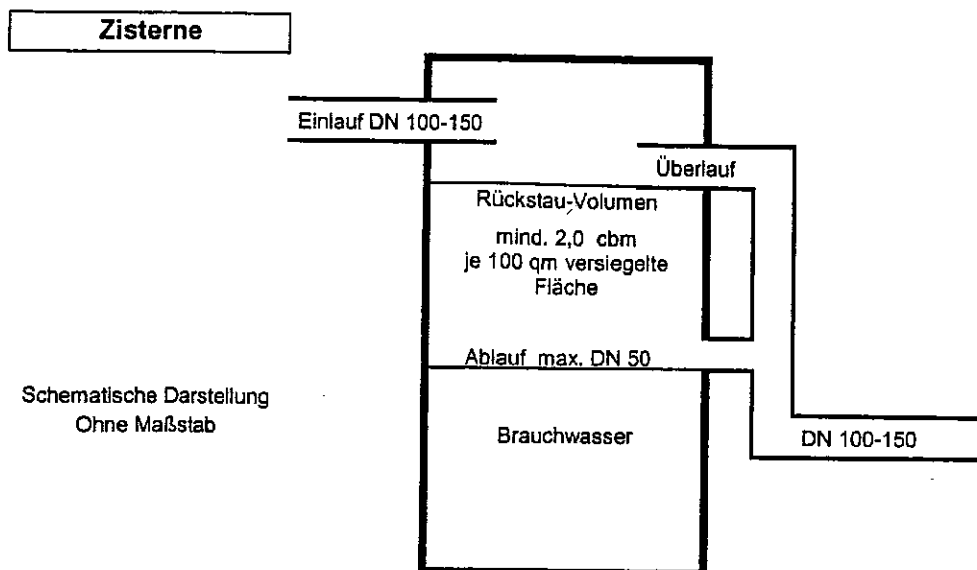 Zisterne
Einlauf DN 100-150
Überlauf
Rückstau-Volumen
mind. 2,0 cbm
je 100 qm versiegelte
Fläche
Ablauf max. DN 50
Schematische Darstellung
Ohne Maßstab
Brauchwasser
DN 100-150